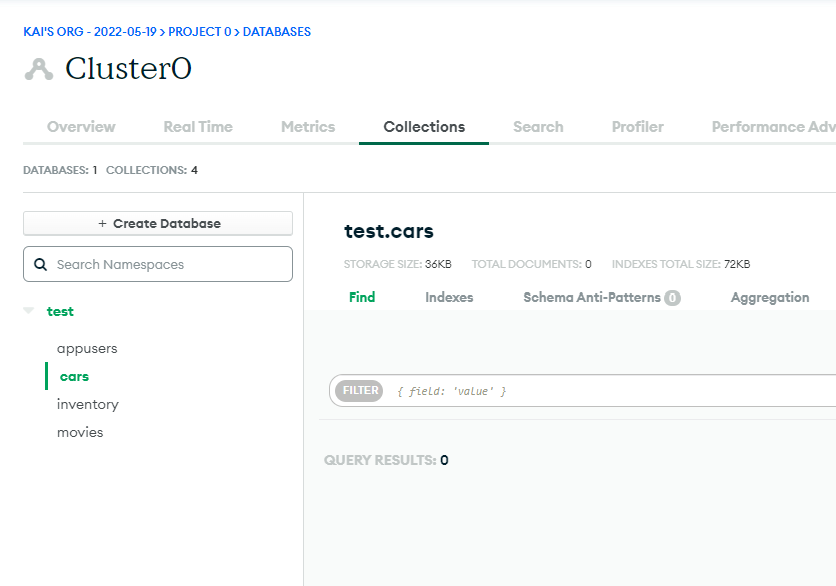 KAI'S ORG - 2022-05-19 > PROJECT 0 > DATABASES
Cluster0
Overview Real Time Metrics Collections Search Profiler Performance Adv
DATABASES: 1 COLLECTIONS: 4
+ Create Database
Search Namespaces
test
appusers
cars
inventory
movies
test.cars
STORAGE SIZE: 36KB TOTAL DOCUMENTS: 0 INDEXES TOTAL SIZE: 72KB
Find Indexes Schema Anti-Patterns 0 Aggregation
FILTER { field: 'value' }
QUERY RESULTS: 0